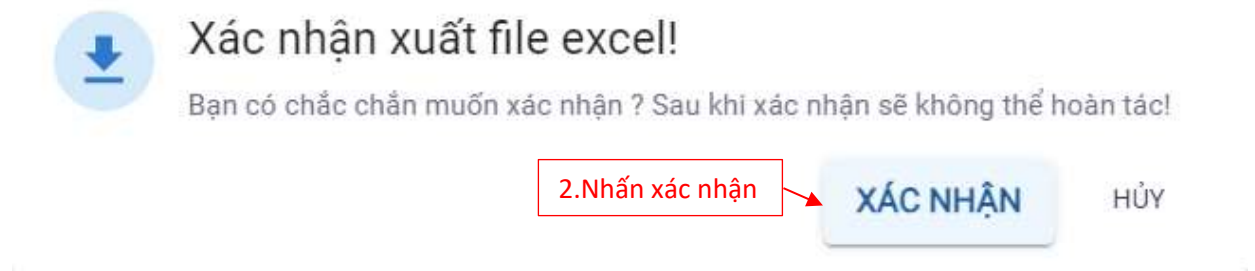 Xác nhận xuất file excel!
Bạn có chắc chắn muốn xác nhận ? Sau khi xác nhận sẽ không thể hoàn tác!
2.Nhấn xác nhận
XÁC NHẬN
HỦY